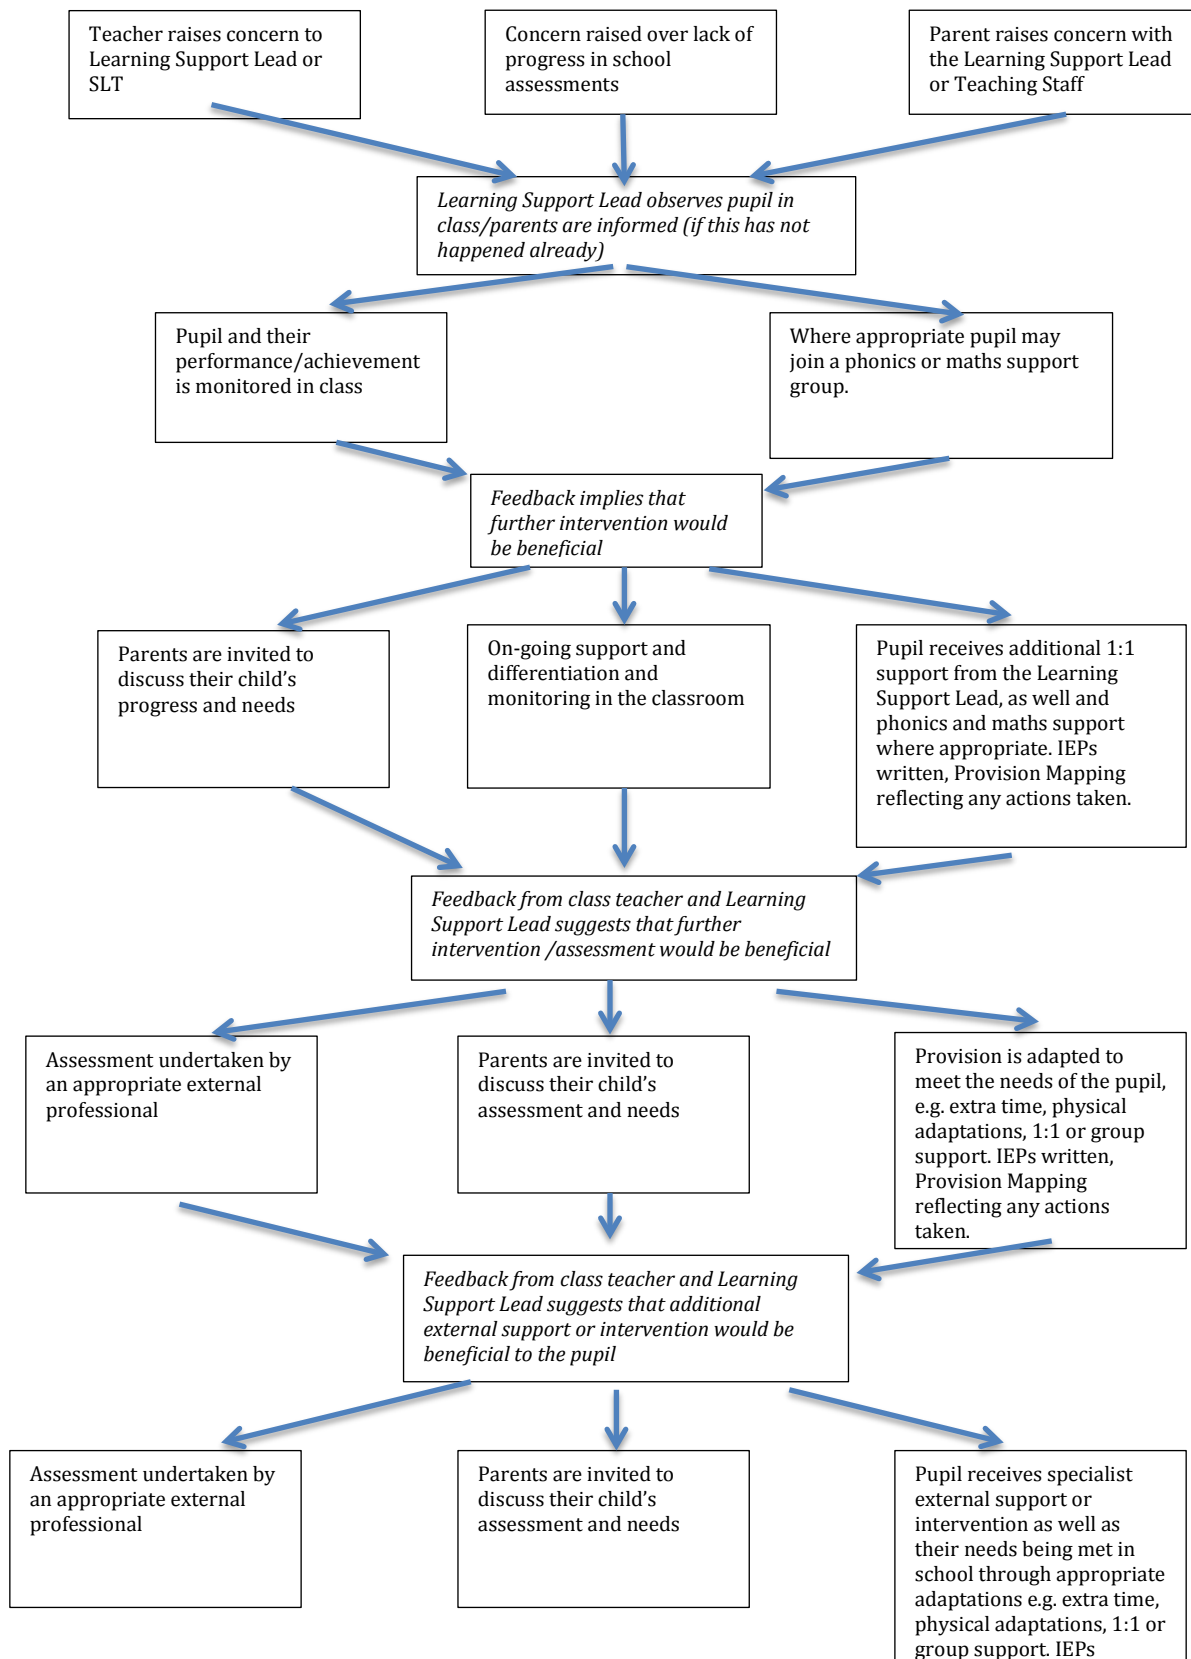 Teacher raises concern to
Learning Support Lead or
SLT
Concern raised over lack of
progress in school
assessments
Parent raises concern with
the Learning Support Lead
or Teaching Staff
Learning Support Lead observes pupil in
class/parents are informed (if this has not
happened already)
Pupil and their
performance/achievement
is monitored in class
Where appropriate pupil may
join a phonics or maths support
group.
Feedback implies that
further intervention would
be beneficial
Parents are invited to
discuss their child’s
progress and needs
On-going support and
differentiation and
monitoring in the classroom
Pupil receives additional 1:1
support from the Learning
Support Lead, as well and
phonics and maths support
where appropriate. IEPs
written, Provision Mapping
reflecting any actions taken.
Feedback from class teacher and Learning
Support Lead suggests that further
intervention /assessment would be beneficial
Assessment undertaken by
an appropriate external
professional
Parents are invited to
discuss their child’s
assessment and needs
Provision is adapted to
meet the needs of the pupil,
e.g. extra time, physical
adaptations, 1:1 or group
support. IEPs written,
Provision Mapping
reflecting any actions
taken.
Feedback from class teacher and Learning
Support Lead suggests that additional
external support or intervention would be
beneficial to the pupil
Assessment undertaken by
an appropriate external
professional
Parents are invited to
discuss their child’s
assessment and needs
Pupil receives specialist
external support or
intervention as well as
their needs being met in
school through appropriate
adaptations e.g. extra time,
physical adaptations, 1:1 or
group support. IEPs